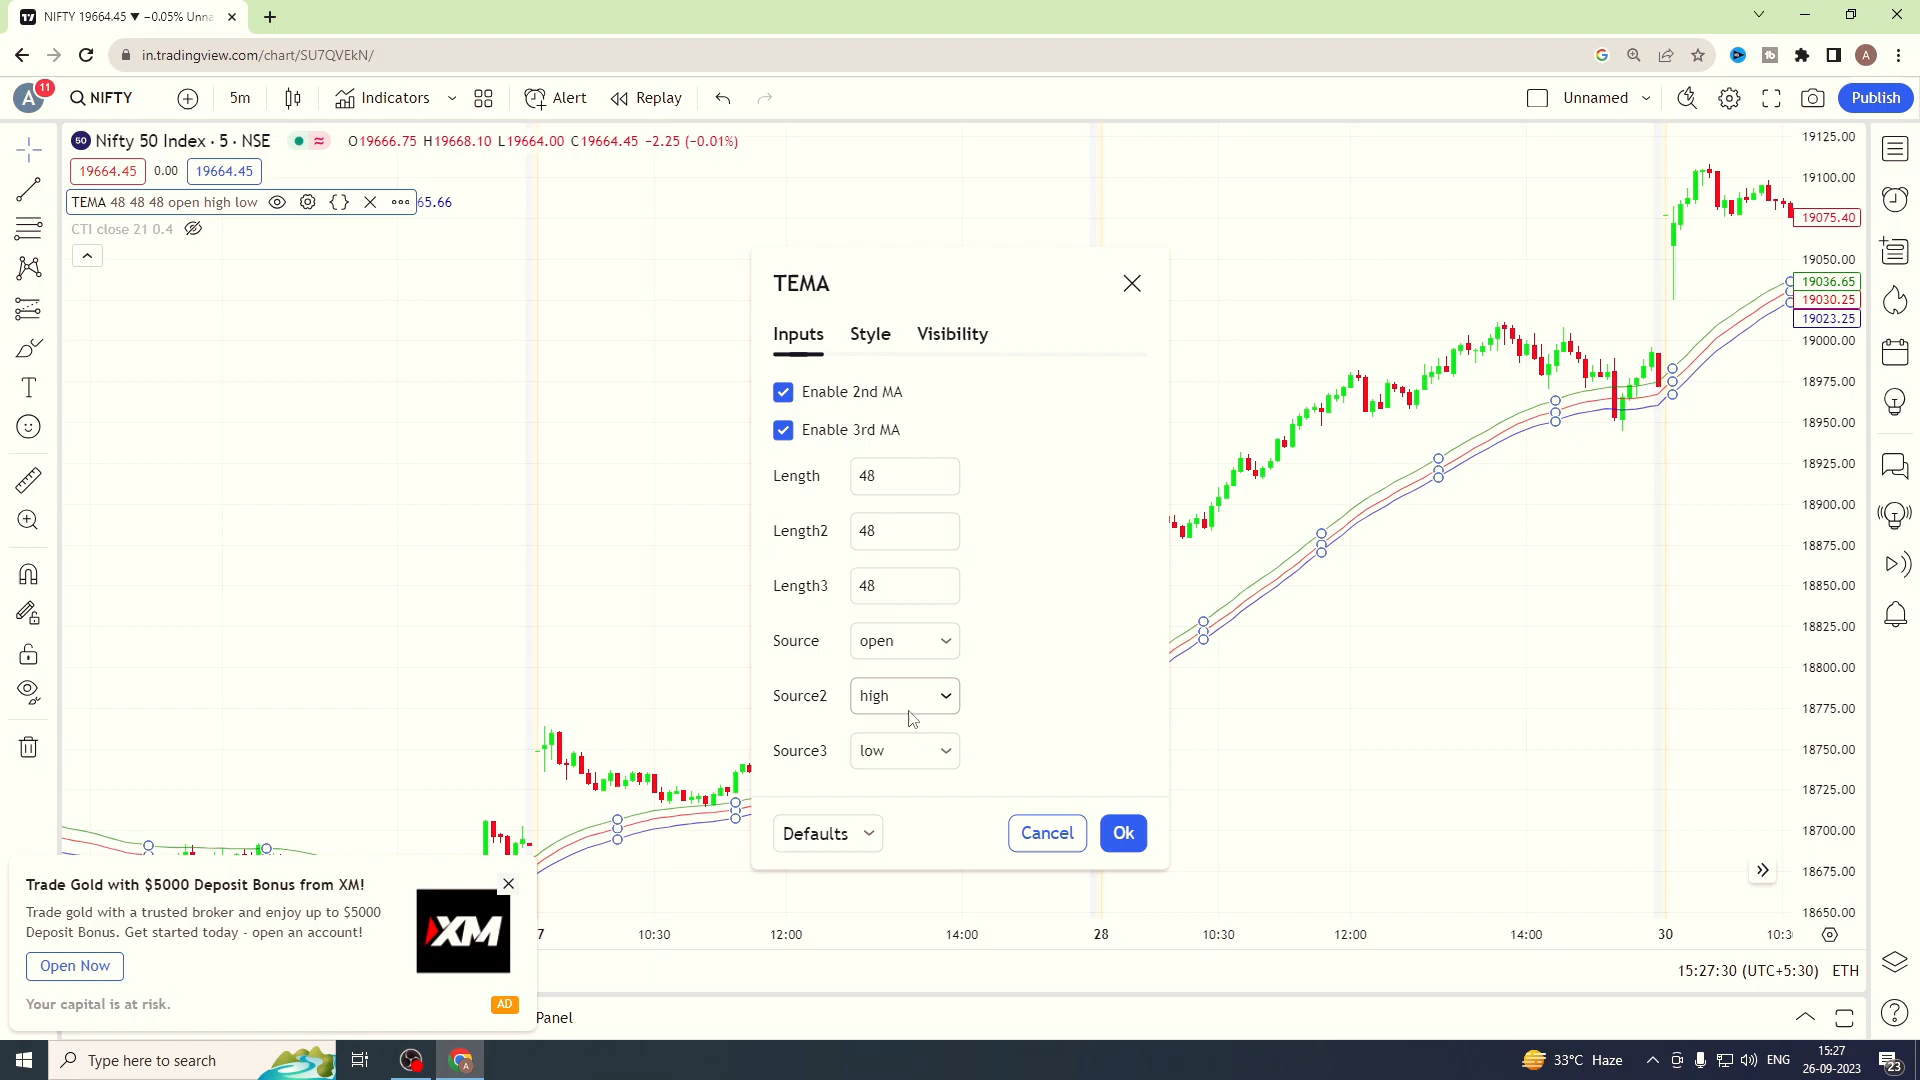 NIFTY 19664.45 ▼ −0.05% Unna
in.tradingview.com/chart/SU7QVEkN/
A 11 NIFTY 5m Indicators Alert Replay Unnamed Publish
50 Nifty 50 Index · 5 · NSE O19666.75 H19668.10 L19664.00 C19664.45 −2.25 (−0.01%)
19664.45 0.00 19664.45
TEMA 48 48 48 open high low 65.66
CTI close 21 0.4
TEMA
Inputs Style Visibility
Enable 2nd MA
Enable 3rd MA
Length 48
Length2 48
Length3 48
Source open
Source2 high
Source3 low
Defaults Cancel Ok
19125.00
19100.00
19075.40
19050.00
19036.65
19030.25
19023.25
19000.00
18975.00
18950.00
18925.00
18900.00
18875.00
18850.00
18825.00
18800.00
18775.00
18750.00
18725.00
18700.00
18675.00
18650.00
7 10:30 12:00 14:00 28 10:30 12:00 14:00 30 10:3
15:27:30 (UTC+5:30) ETH
Trade Gold with $5000 Deposit Bonus from XM!
Trade gold with a trusted broker and enjoy up to $5000
Deposit Bonus. Get started today - open an account!
XM
Open Now
Your capital is at risk.
AD
Panel
Type here to search
33°C Haze ENG 15:27
26-09-2023
23